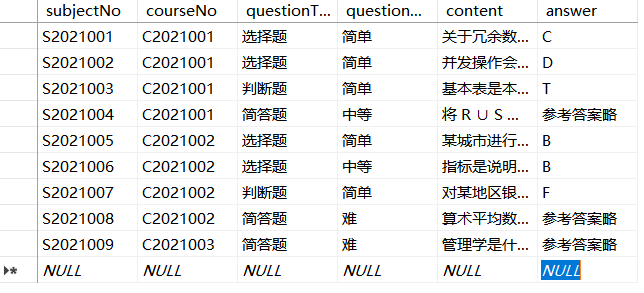 subjectNo courseNo questionT... question... content answer
S2021001 C2021001 选择题 简单 关于冗余数... C
S2021002 C2021001 选择题 简单 并发操作会... D
S2021003 C2021001 判断题 简单 基本表是本... T
S2021004 C2021001 简答题 中等 将ＲＵＳ... 参考答案略
S2021005 C2021002 选择题 简单 某城市进行... B
S2021006 C2021002 选择题 中等 指标是说明... B
S2021007 C2021002 判断题 简单 对某地区银... F
S2021008 C2021002 简答题 难 算术平均数... 参考答案略
S2021009 C2021003 简答题 难 管理学是什... 参考答案略
NULL NULL NULL NULL NULL NULL